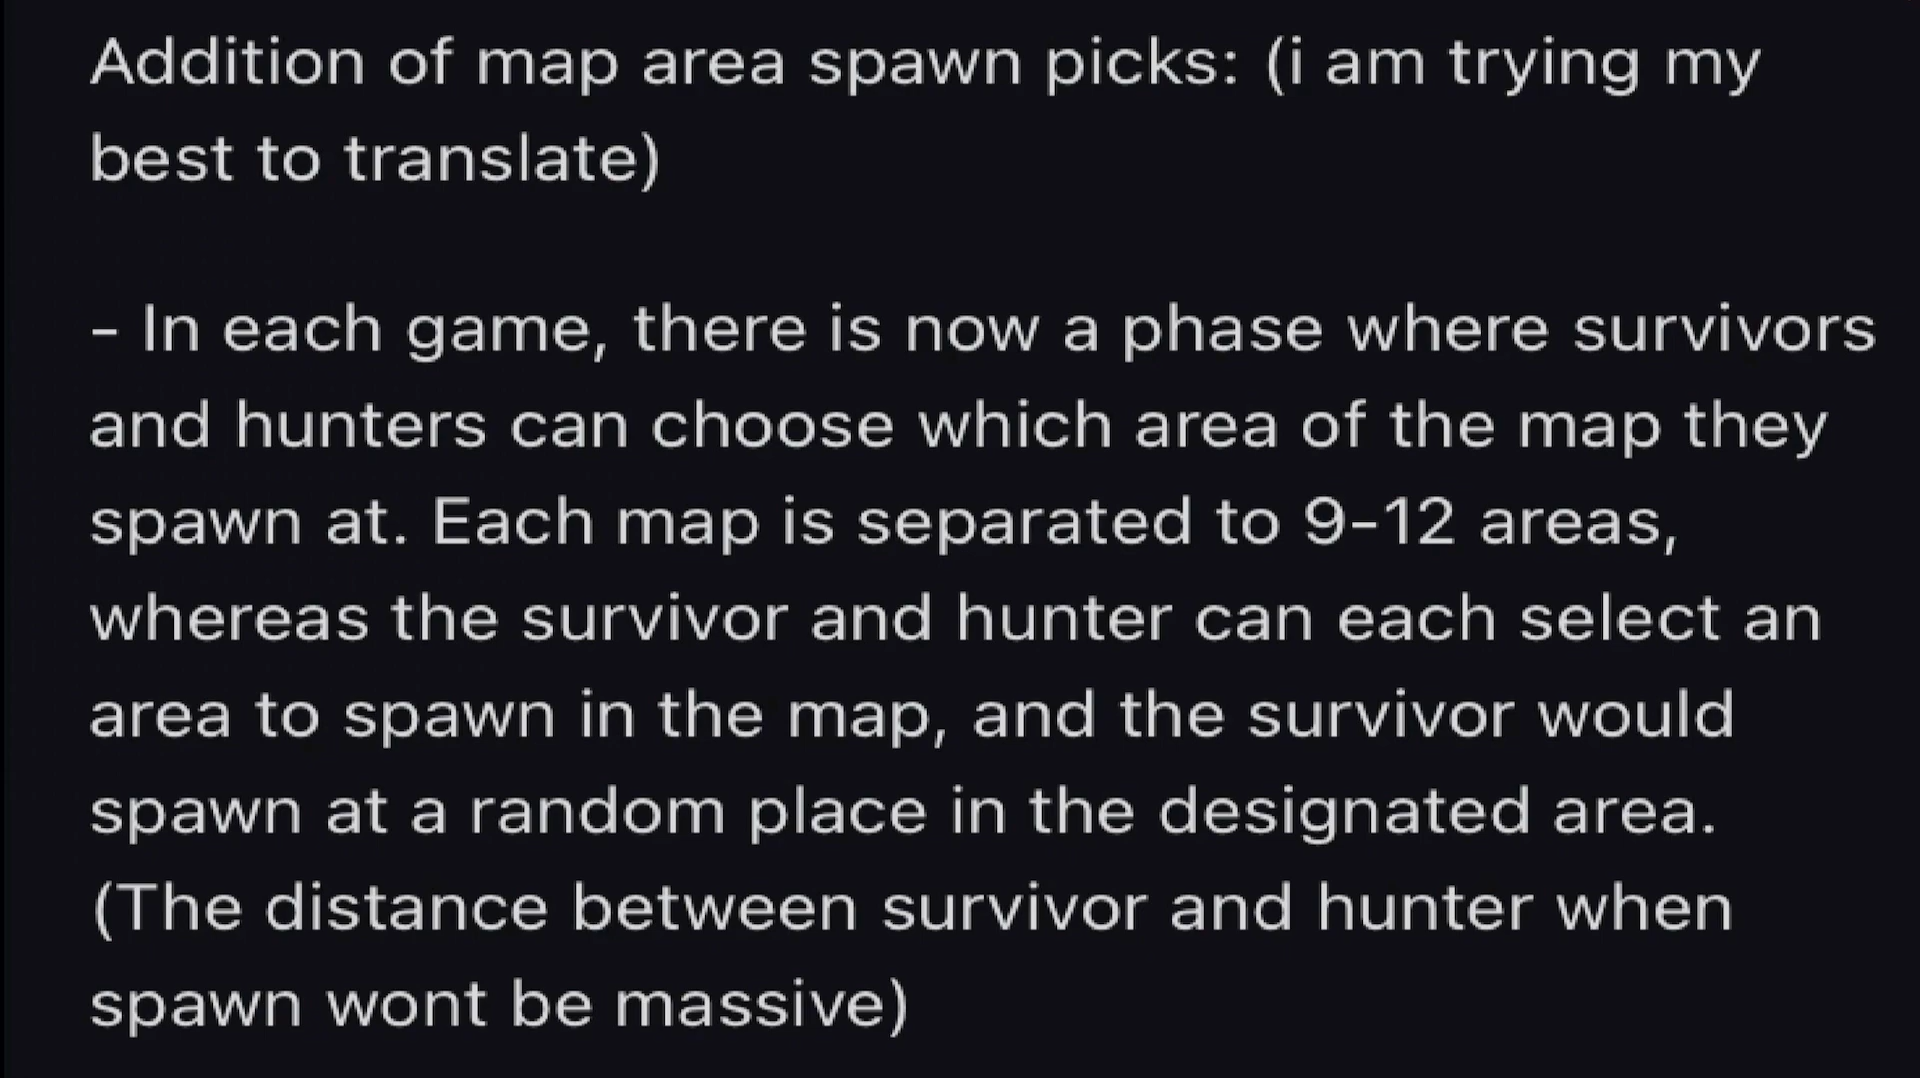 Addition of map area spawn picks: (i am trying my
best to translate)
- In each game, there is now a phase where survivors
and hunters can choose which area of the map they
spawn at. Each map is separated to 9-12 areas,
whereas the survivor and hunter can each select an
area to spawn in the map, and the survivor would
spawn at a random place in the designated area.
(The distance between survivor and hunter when
spawn wont be massive)